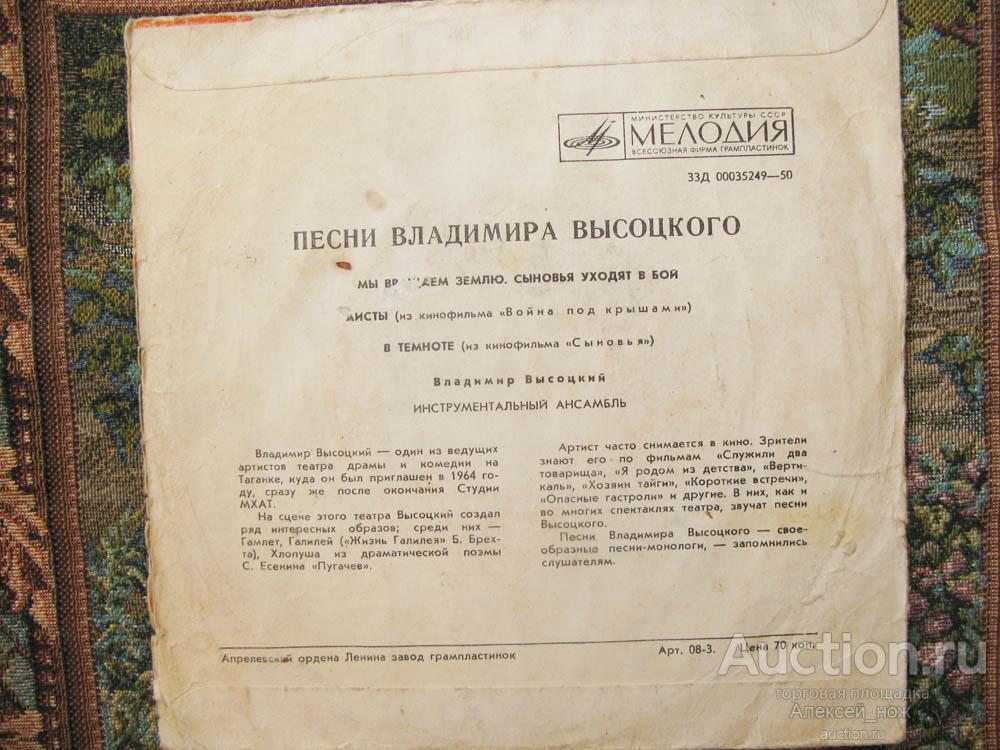 МИНИСТЕРСТВО КУЛЬТУРЫ СССР
МЕЛОДИЯ
ВСЕСОЮЗНАЯ ФИРМА ГРАМПЛАСТИНОК
33Д 00035249—50
ПЕСНИ ВЛАДИМИРА ВЫСОЦКОГО
МЫ ЗЕМЛЮ. СЫНОВЬЯ УХОДЯТ В БОЙ
АИСТЫ (из кинофильма «Война под крышами»)
В ТЕМНОТЕ (из кинофильма «Сыновья»)
Владимир Высоцкий
ИНСТРУМЕНТАЛЬНЫЙ АНСАМБЛЬ
Владимир Высоцкий — один из ведущих
артистов театра драмы и комедии на
Таганке, куда он был приглашен в 1964 го-
ду, сразу же после окончания Студии
МХАТ.
На сцене этого театра Высоцкий создал
ряд интересных образов; среди них —
Гамлет, Галилей («Жизнь Галилея» Б. Брех-
та), Хлопуша из драматической поэмы
С. Есенина «Пугачев».
Артист часто снимается в кино. Зрители
знают его по фильмам «Служили два
товарища», «Я родом из детства», «Верти-
каль», «Хозяин тайги», «Короткие встречи»,
«Опасные гастроли» и другие. В них, как и
во многих спектаклях театра, звучат песни
Высоцкого.
Песни Владимира Высоцкого — свое-
образные песни-монологи, — запомнились
слушателям.
Апрелевский ордена Ленина завод грампластинок
Арт. 08-3. Цена 70 коп.
Auction.ru
торговая площадка
Алексей_нож
auction.ru